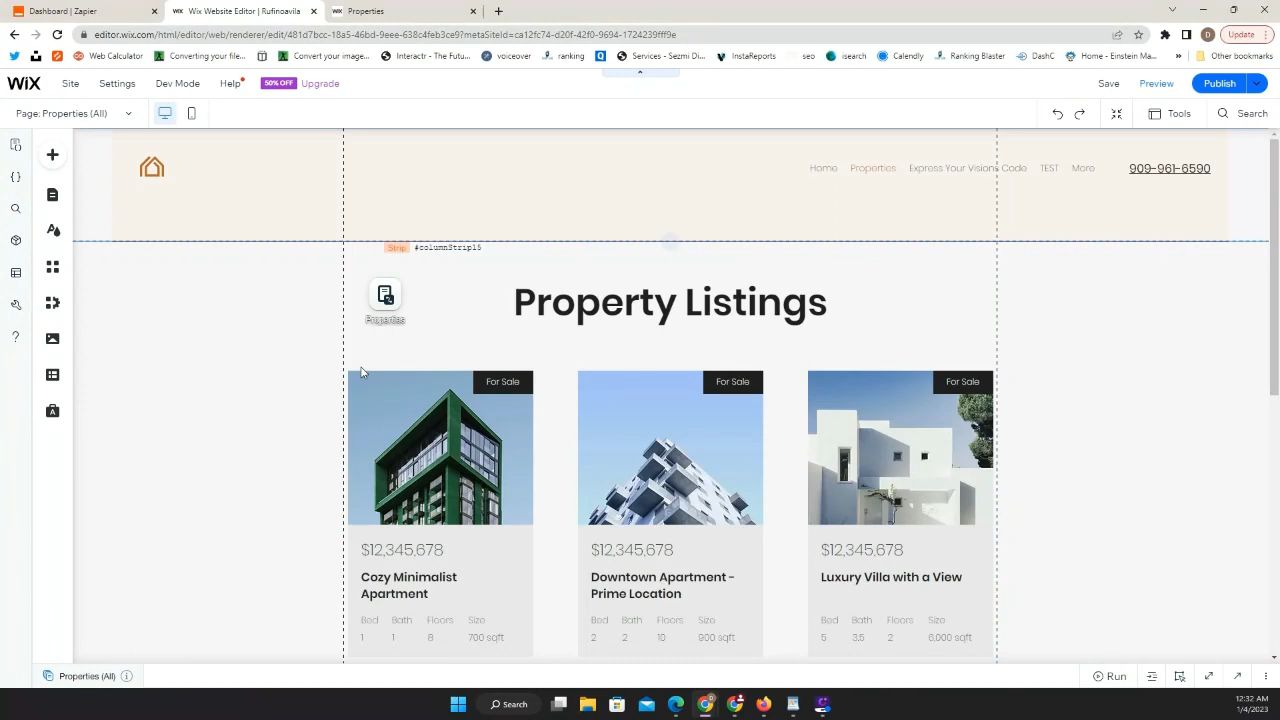 Dashboard | Zapier
Wix Website Editor | Rufinoavila
Properties
editor.wix.com/html/editor/web/renderer/edit/481d7bcc-18a5-46bd-9eee-638c4feb3ce9?metaSiteId=ca12fc74-d20f-42f0-9694-1724239fff9e
Update
Web Calculator
Converting your file...
Convert your image...
Interactr - The Futu...
voiceover
ranking
Services - Sezmi Di...
InstaReports
seo
isearch
Calendly
Ranking Blaster
DashC
Home - Einstein Ma...
Other bookmarks
WiX
Site
Settings
Dev Mode
Help
50% OFF
Upgrade
Save
Preview
Publish
Page: Properties (All)
Tools
Search
Home
Properties
Express Your Visions Code
TEST
More
909-961-6590
Strip
#columnStrip15
Properties
Property Listings
For Sale
For Sale
For Sale
$12,345,678
Cozy Minimalist
Apartment
Bed Bath Floors Size
1 1 8 700 sqft
$12,345,678
Downtown Apartment -
Prime Location
Bed Bath Floors Size
2 2 10 900 sqft
$12,345,678
Luxury Villa with a View
Bed Bath Floors Size
5 3.5 2 6,000 sqft
Properties (All)
Run
Search
12:32 AM
1/4/2023